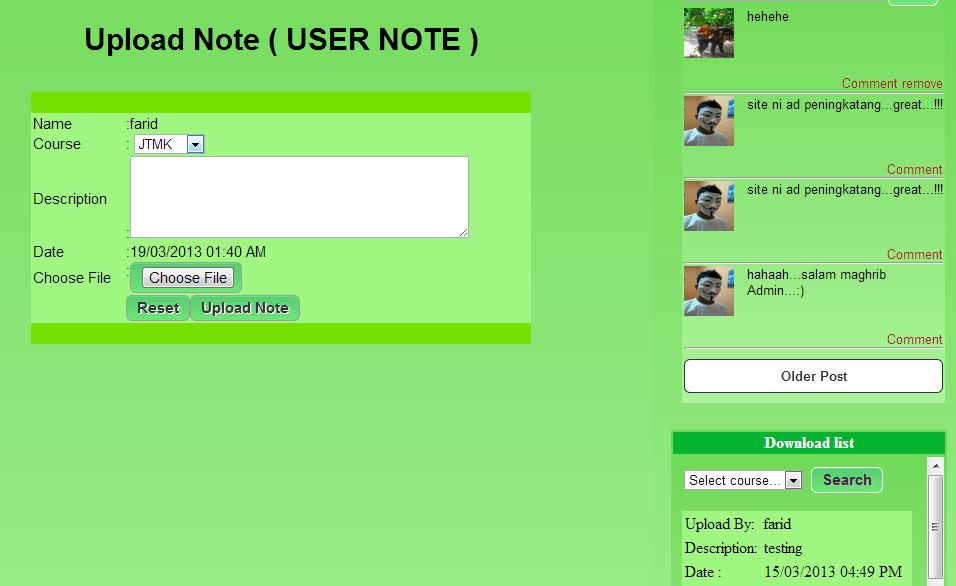 Upload Note ( USER NOTE )
Name :farid
Course : JTMK
Description :
Date :19/03/2013 01:40 AM
Choose File : Choose File
Reset Upload Note
hehehe
Comment remove
site ni ad peningkatang...great...!!!
Comment
site ni ad peningkatang...great...!!!
Comment
hahaah...salam maghrib
Admin...:)
Comment
Older Post
Download list
Select course... Search
Upload By: farid
Description: testing
Date : 15/03/2013 04:49 PM